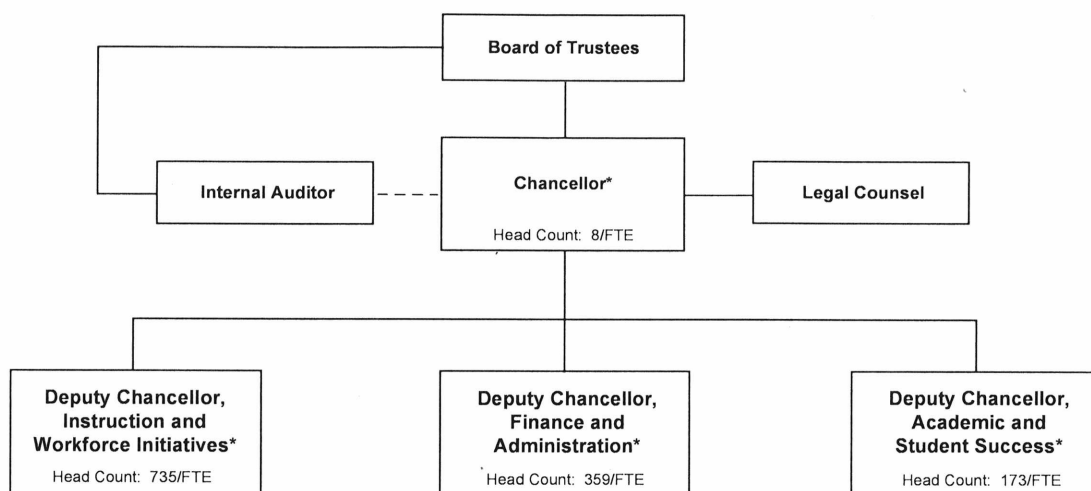 Board of Trustees
Internal Auditor
Chancellor*
Head Count: 8/FTE
Legal Counsel
Deputy Chancellor,
Instruction and
Workforce Initiatives*
Head Count: 735/FTE
Deputy Chancellor,
Finance and
Administration*
Head Count: 359/FTE
Deputy Chancellor,
Academic and
Student Success*
Head Count: 173/FTE